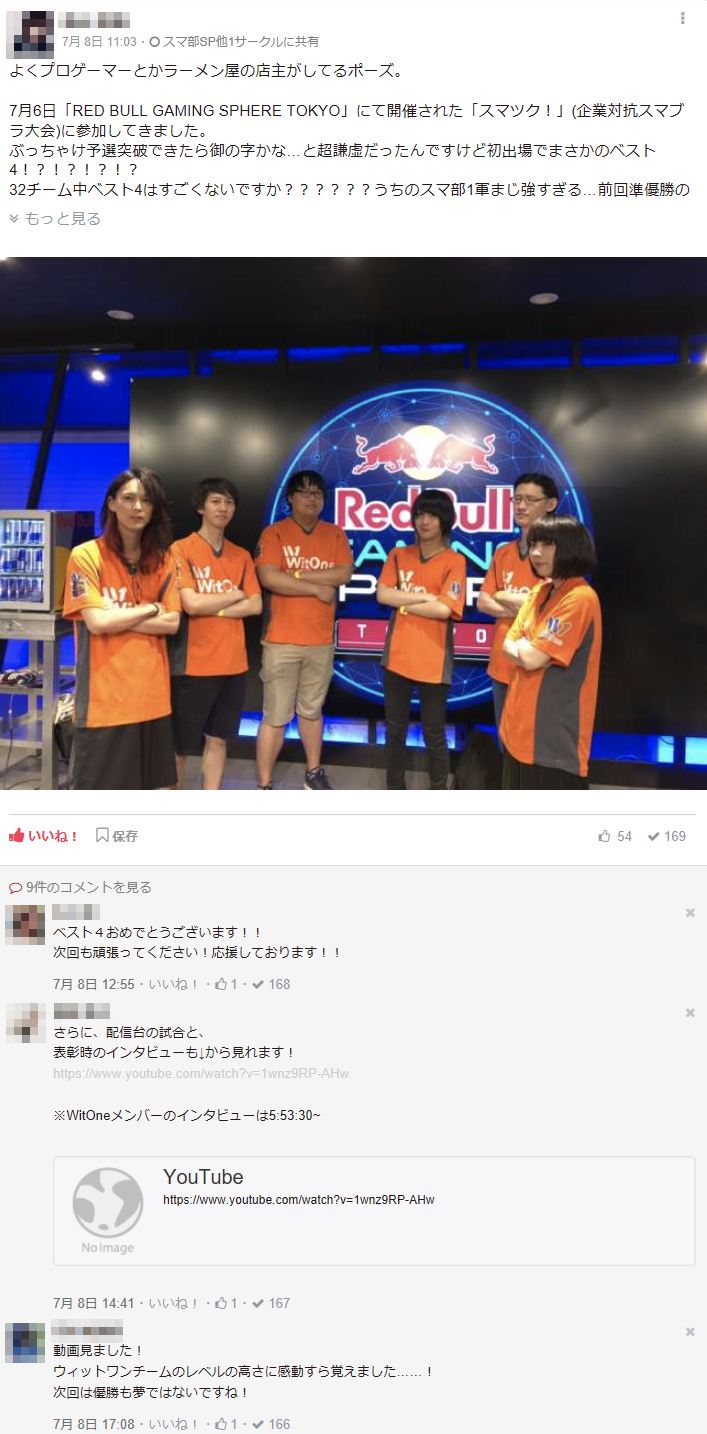 7月 8日 11:03・スマ部SP他1サークルに共有
よくプロゲーマーとかラーメン屋の店主がしてるポーズ。
7月6日「RED BULL GAMING SPHERE TOKYO」にて開催された「スマツク！」(企業対抗スマブ
ラ大会)に参加してきました。
ぶっちゃけ予選突破できたら御の字かな…と超謙虚だったんですけど初出場でまさかのベスト
4！？！？！？！？
32チーム中ベスト4はすごくないですか？？？？？？うちのスマ部1軍まじ強すぎる…前回準優勝の
もっと見る
Red Bull
WitOne
WitOne
いいね！ 保存 54 169
9件のコメントを見る
ベスト４おめでとうございます！！
次回も頑張ってください！応援しております！！
7月 8日 12:55・いいね！・1・168
さらに、配信台の試合と、
表彰時のインタビューも↓から見れます！
https://www.youtube.com/watch?v=1wnz9RP-AHw
※WitOneメンバーのインタビューは5:53:30~
YouTube
https://www.youtube.com/watch?v=1wnz9RP-AHw
No Image
7月 8日 14:41・いいね！・1・167
動画見ました！
ウィットワンチームのレベルの高さに感動すら覚えました……！
次回は優勝も夢ではないですね！
7月 8日 17:08・いいね！・1・166